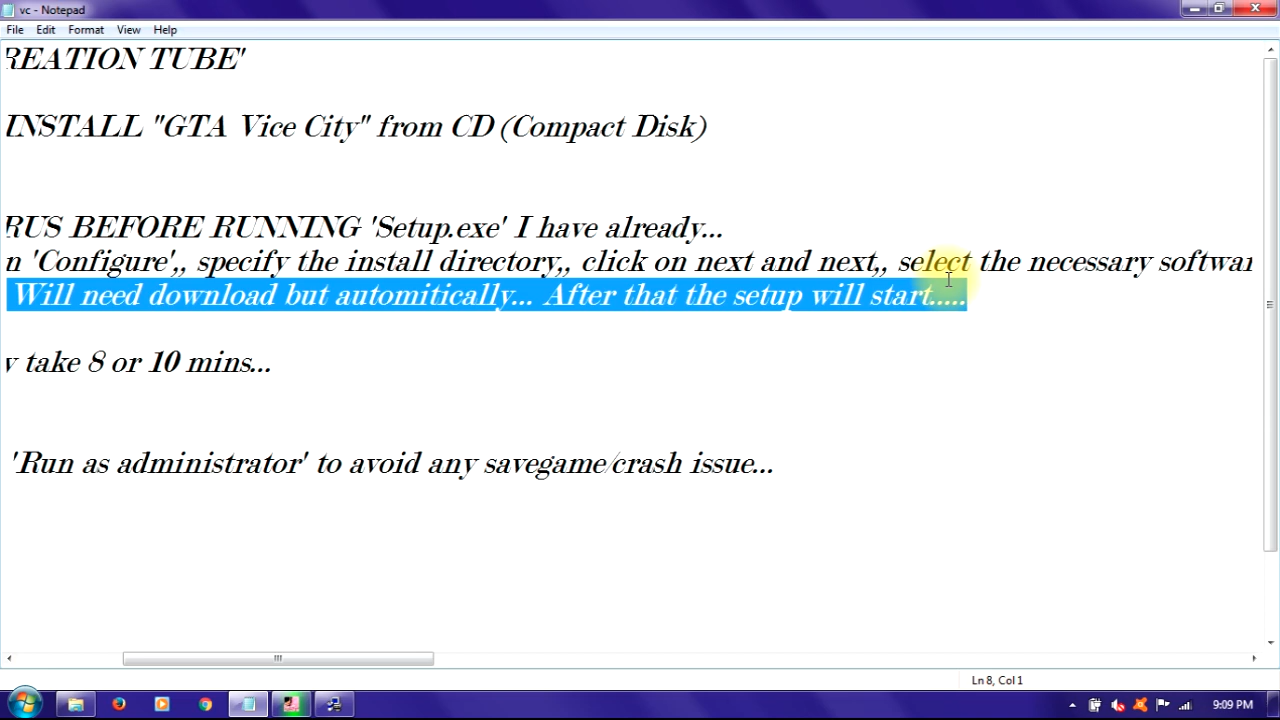 vc - Notepad
File Edit Format View Help
REATION TUBE'
INSTALL "GTA Vice City" from CD (Compact Disk)
RUS BEFORE RUNNING 'Setup.exe' I have already...
n 'Configure',, specify the install directory,, click on next and next,, select the necessary softwar
Will need download but automitically... After that the setup will start.....
y take 8 or 10 mins...
'Run as administrator' to avoid any savegame/crash issue...
Ln 8, Col 1
9:09 PM